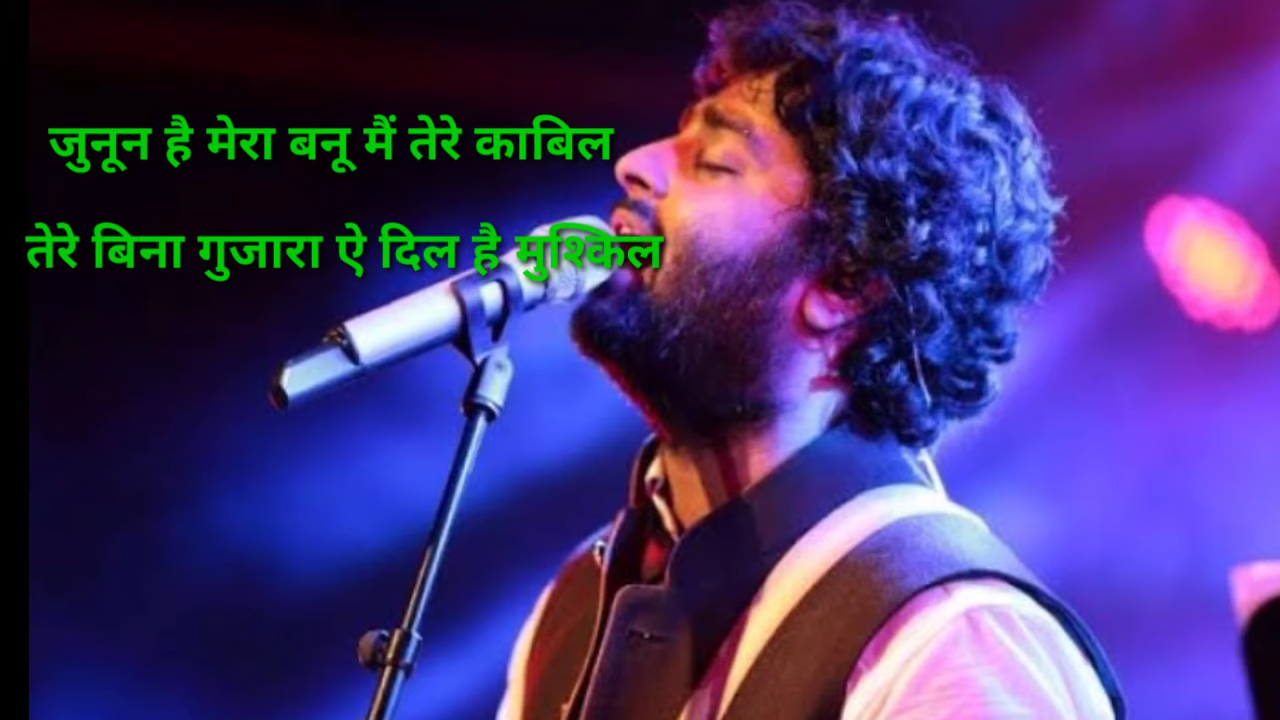 जुनून है मेरा बनू मैं तेरे काबिल
तेरे बिना गुजारा ऐ दिल है मुश्किल